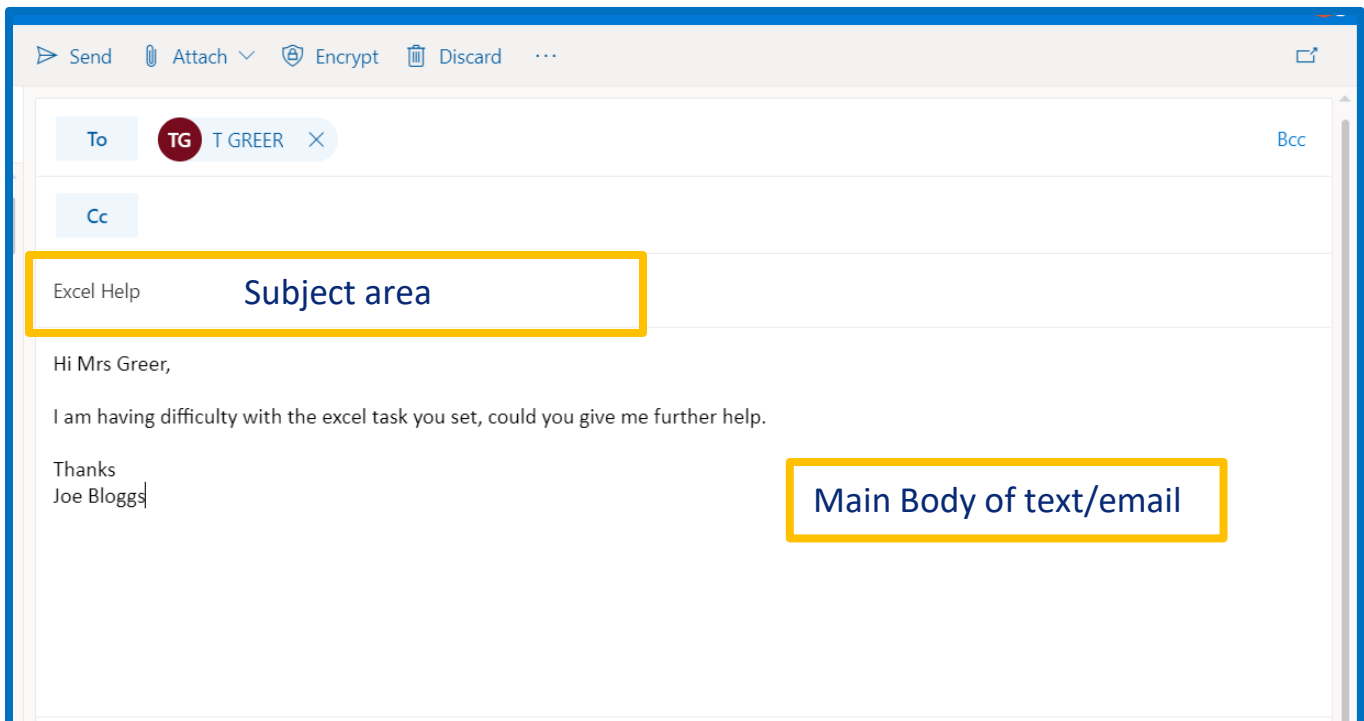 Send Attach Encrypt Discard ...
To TG T GREER Bcc
Cc
Excel Help Subject area
Hi Mrs Greer,
I am having difficulty with the excel task you set, could you give me further help.
Thanks
Joe Bloggs
Main Body of text/email